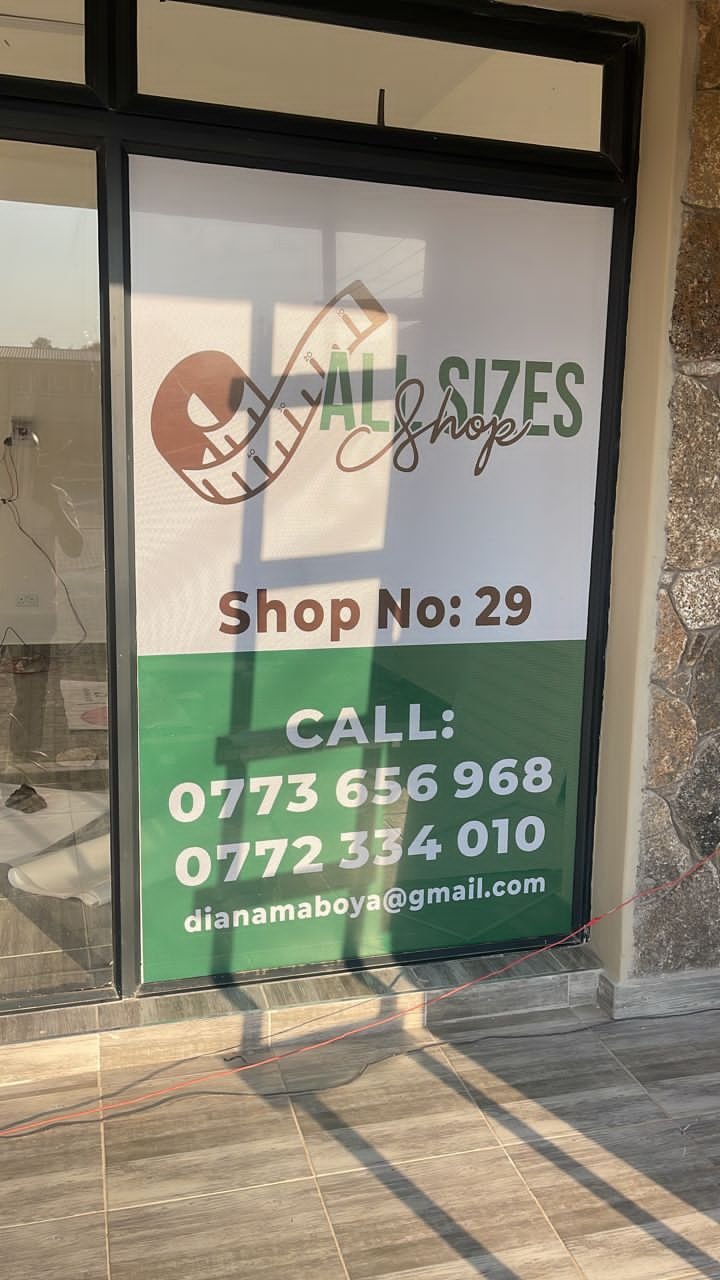 ALL SIZES
Shop
Shop No: 29
CALL:
0773 656 968
0772 334 010
dianamaboya@gmail.com